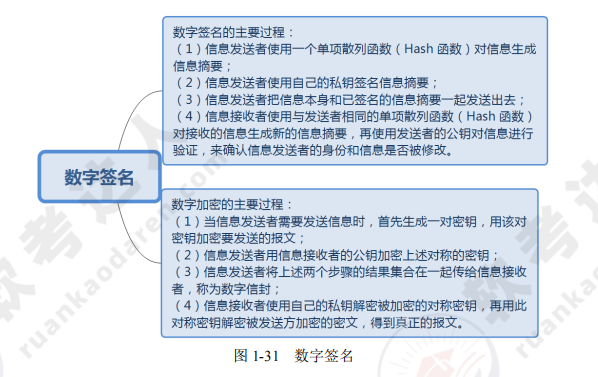 数字签名的主要过程：
（1）信息发送者使用一个单项散列函数（Hash 函数）对信息生成
信息摘要；
（2）信息发送者使用自己的私钥签名信息摘要；
（3）信息发送者把信息本身和已签名的信息摘要一起发送出去；
（4）信息接收者使用与发送者相同的单项散列函数（Hash 函数）
对接收的信息生成新的信息摘要，再使用发送者的公钥对信息进行
验证，来确认信息发送者的身份和信息是否被修改。
数字签名
数字加密的主要过程：
（1）当信息发送者需要发送信息时，首先生成一对密钥，用该对
密钥加密要发送的报文；
（2）信息发送者用信息接收者的公钥加密上述对称的密钥；
（3）信息发送者将上述两个步骤的结果集合在一起传给信息接收
者，称为数字信封；
（4）信息接收者使用自己的私钥解密被加密的对称密钥，再用此
对称密钥解密被发送方加密的密文，得到真正的报文。
图 1-31 数字签名
软考达人
ruankaodaren.com
软考达
ruankao